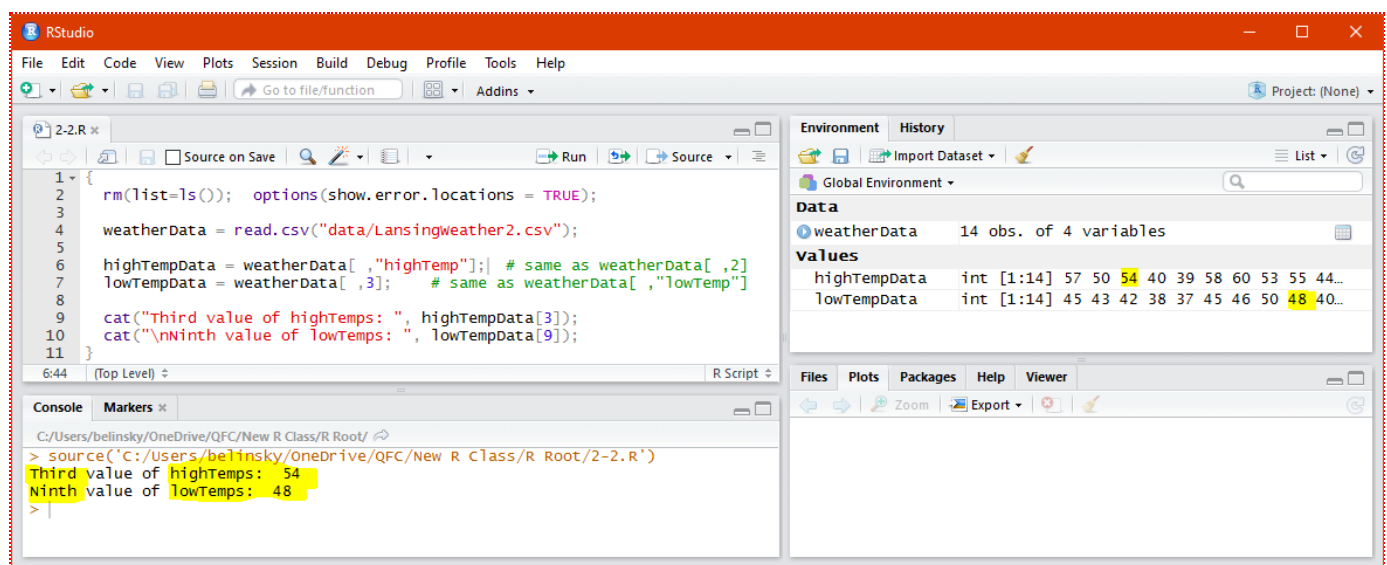 RStudio
File Edit Code View Plots Session Build Debug Profile Tools Help
Go to file/function Addins Project: (None)
2-2.R
Source on Save Run Source
1 {
2 rm(list=ls()); options(show.error.locations = TRUE);
3
4 weatherData = read.csv("data/LansingWeather2.csv");
5
6 highTempData = weatherData[ ,"highTemp"]; # same as weatherData[ ,2]
7 lowTempData = weatherData[ ,3]; # same as weatherData[ ,"lowTemp"]
8
9 cat("Third value of highTemps: ", highTempData[3]);
10 cat("\nNinth value of lowTemps: ", lowTempData[9]);
11 }
6:44 (Top Level) R Script
Console Markers
C:/Users/belinsky/OneDrive/QFC/New R Class/R Root/
> source('C:/Users/belinsky/OneDrive/QFC/New R Class/R Root/2-2.R')
Third value of highTemps: 54
Ninth value of lowTemps: 48
>
Environment History
Import Dataset List
Global Environment
Data
weatherData 14 obs. of 4 variables
Values
highTempData int [1:14] 57 50 54 40 39 58 60 53 55 44…
lowTempData int [1:14] 45 43 42 38 37 45 46 50 48 40…
Files Plots Packages Help Viewer
Zoom Export